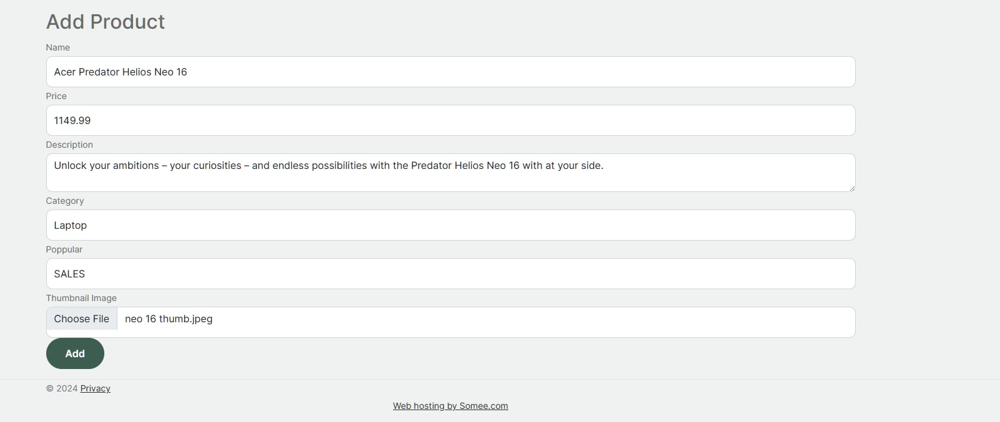 Add Product
Name
Acer Predator Helios Neo 16
Price
1149.99
Description
Unlock your ambitions – your curiosities – and endless possibilities with the Predator Helios Neo 16 with at your side.
Category
Laptop
Poppular
SALES
Thumbnail Image
Choose File neo 16 thumb.jpeg
Add
© 2024 Privacy
Web hosting by Somee.com